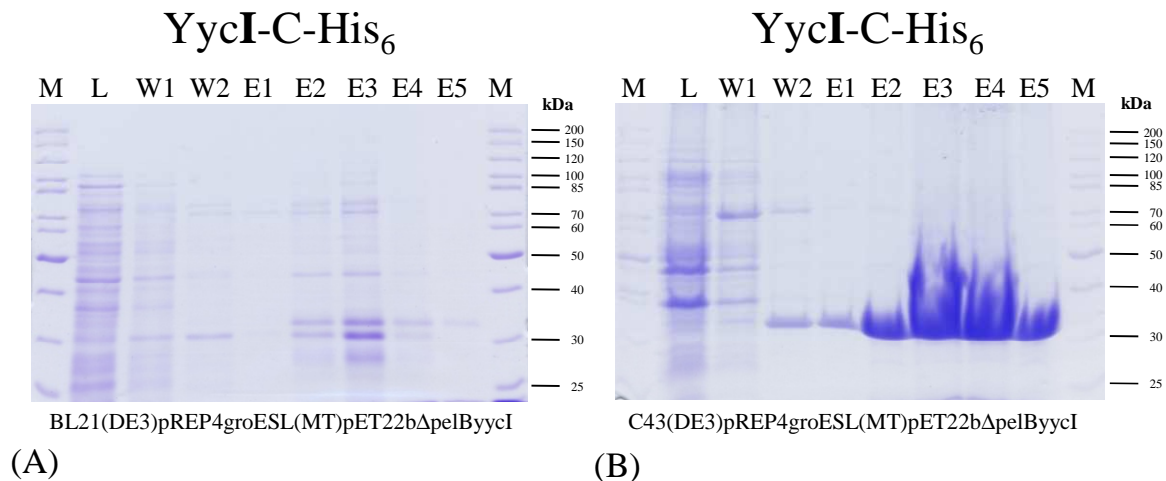 YycI-C-His6
M L W1 W2 E1 E2 E3 E4 E5 M
kDa
200
150
120
100
85
70
60
50
40
30
25
BL21(DE3)pREP4groESL(MT)pET22bΔpelByycI
(A)
YycI-C-His6
M L W1 W2 E1 E2 E3 E4 E5 M
kDa
200
150
120
100
85
70
60
50
40
30
25
C43(DE3)pREP4groESL(MT)pET22bΔpelByycI
(B)